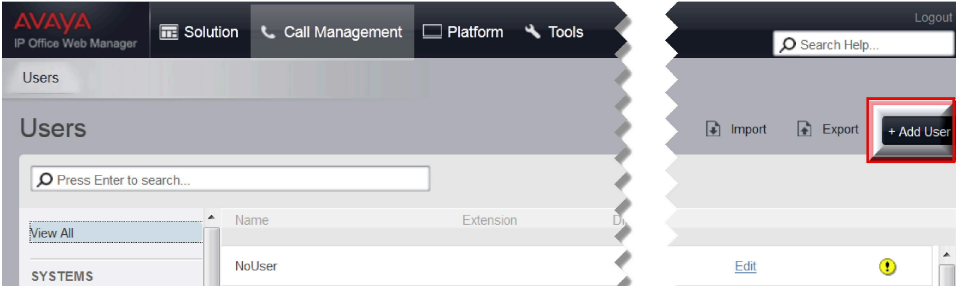 AVAYA
IP Office Web Manager
Solution
Call Management
Platform
Tools
Logout
Search Help...
Users
Users
Import
Export
+ Add User
Press Enter to search...
View All
Name
Extension
SYSTEMS
NoUser
Edit